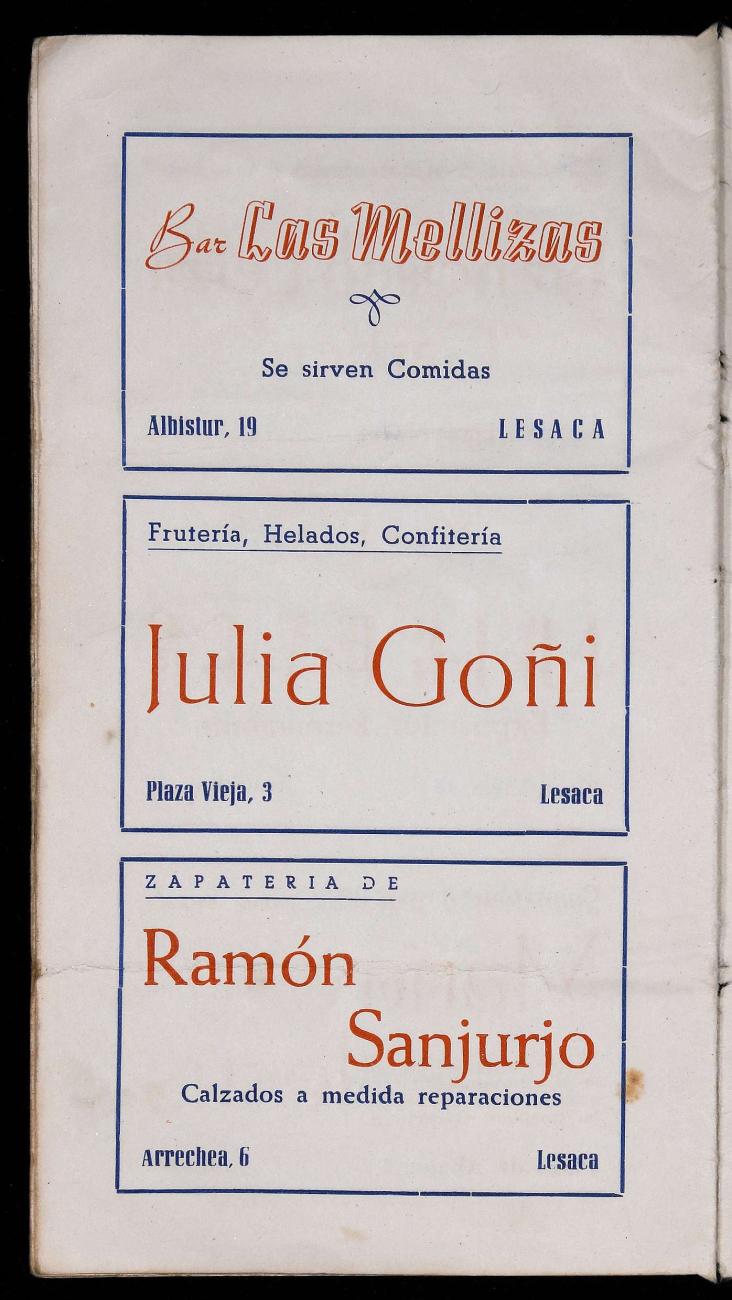 Bar Las Mellizas
Se sirven Comidas
Albistur, 19 LESACA
Frutería, Helados, Confitería
Julia Goñi
Plaza Vieja, 3 Lesaca
ZAPATERIA DE
Ramón
Sanjurjo
Calzados a medida reparaciones
Arrechea, 6 Lesaca